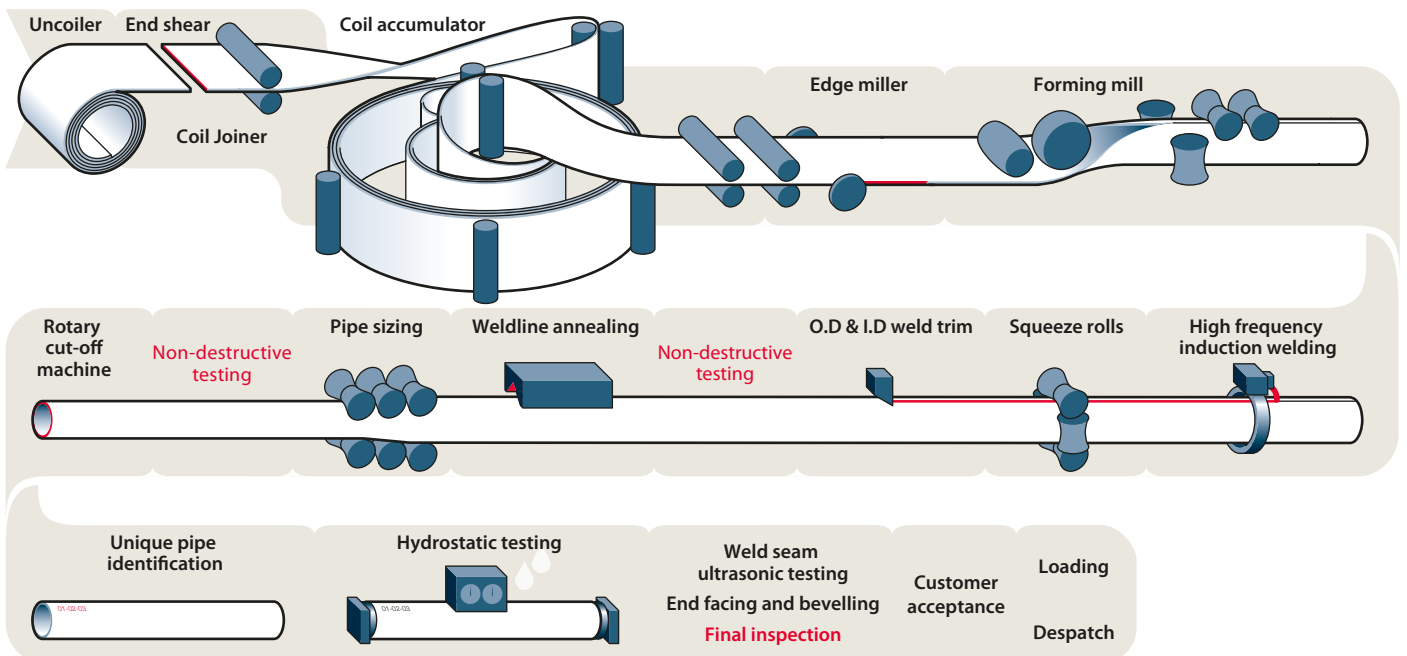 Uncoiler
End shear
Coil accumulator
Coil Joiner
Edge miller
Forming mill
Rotary
cut-off
machine
Non-destructive
testing
Pipe sizing
Weldline annealing
Non-destructive
testing
O.D & I.D weld trim
Squeeze rolls
High frequency
induction welding
Unique pipe
identification
01-02-03
Hydrostatic testing
01-02-03
Weld seam
ultrasonic testing
End facing and bevelling
Final inspection
Customer
acceptance
Loading
Despatch